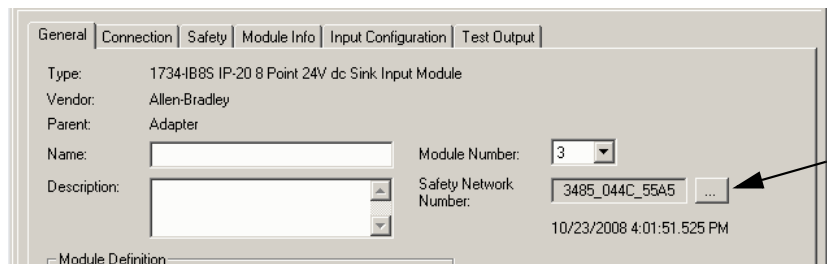 General Connection Safety Module Info Input Configuration Test Output
Type: 1734-IB8S IP-20 8 Point 24V dc Sink Input Module
Vendor: Allen-Bradley
Parent: Adapter
Name: Module Number: 3
Description: Safety Network Number: 3485_044C_55A5 ...
10/23/2008 4:01:51.525 PM
Module Definition